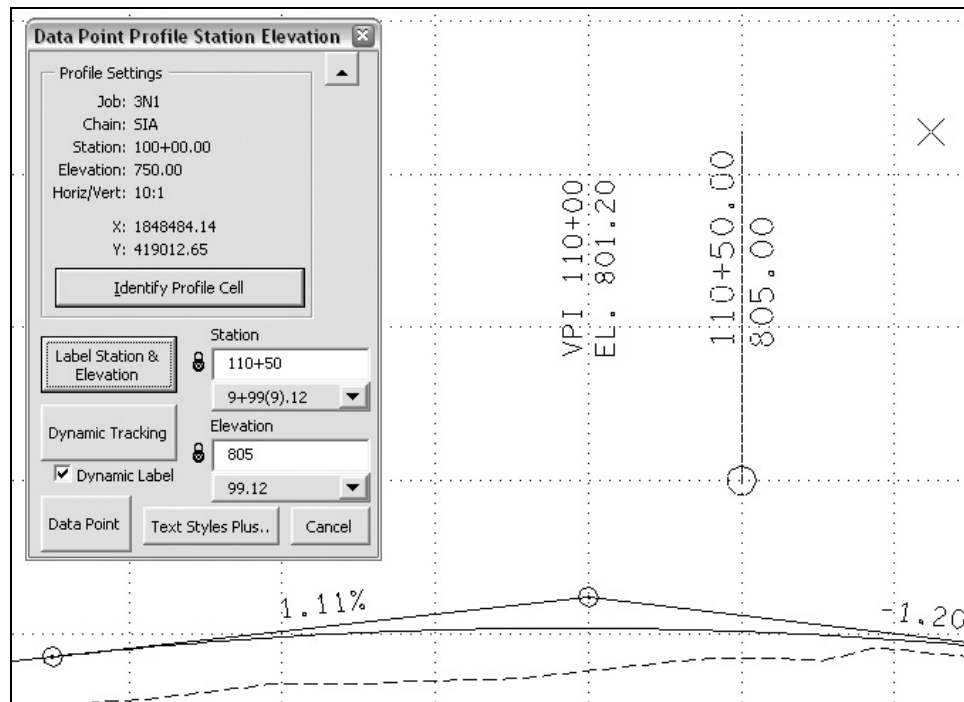 Data Point Profile Station Elevation
Profile Settings
Job: 3N1
Chain: SIA
Station: 100+00.00
Elevation: 750.00
Horiz/Vert: 10:1
X: 1848484.14
Y: 419012.65
Identify Profile Cell
Label Station &
Elevation
Station
110+50
9+99(9).12
Dynamic Tracking
Elevation
805
Dynamic Label
99.12
Data Point
Text Styles Plus..
Cancel
VPI 110+00
EL. 801.20
110+50.00
805.00
1.11%
-1.20